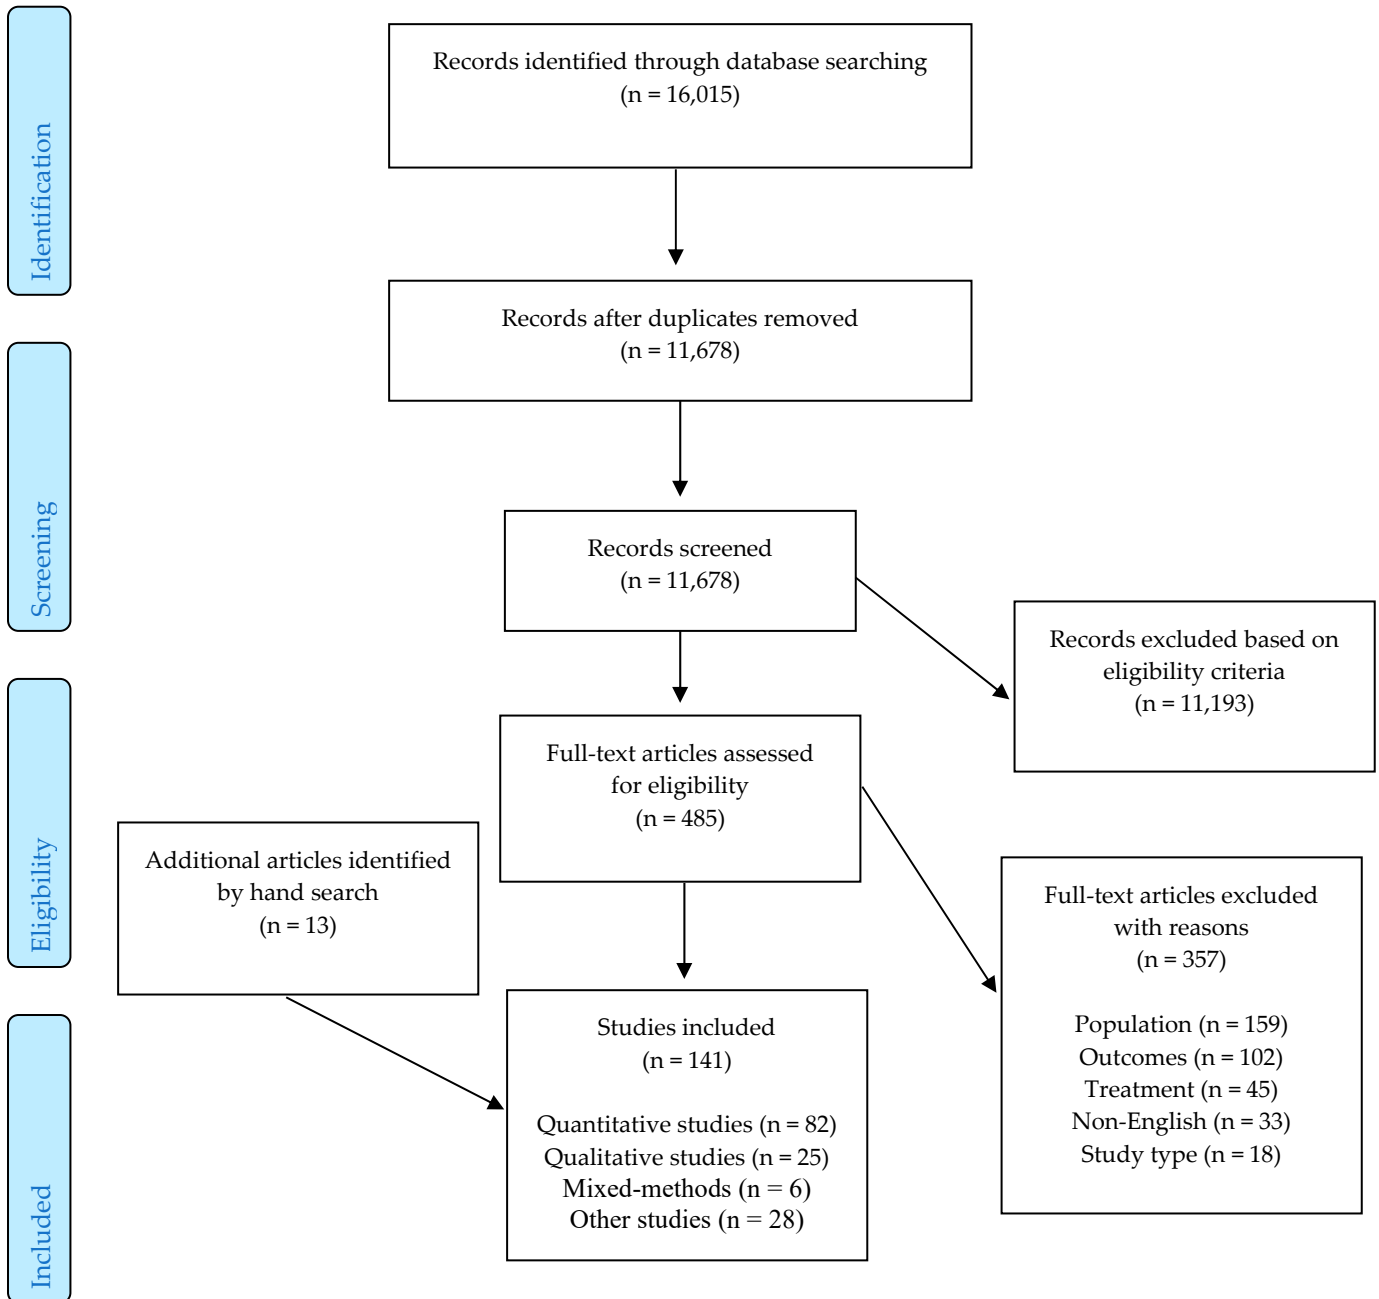 Identification
Records identified through database searching
(n = 16,015)
Records after duplicates removed
(n = 11,678)
Screening
Records screened
(n = 11,678)
Records excluded based on
eligibility criteria
(n = 11,193)
Eligibility
Full-text articles assessed
for eligibility
(n = 485)
Additional articles identified
by hand search
(n = 13)
Full-text articles excluded
with reasons
(n = 357)
Population (n = 159)
Outcomes (n = 102)
Treatment (n = 45)
Non-English (n = 33)
Study type (n = 18)
Included
Studies included
(n = 141)
Quantitative studies (n = 82)
Qualitative studies (n = 25)
Mixed-methods (n = 6)
Other studies (n = 28)